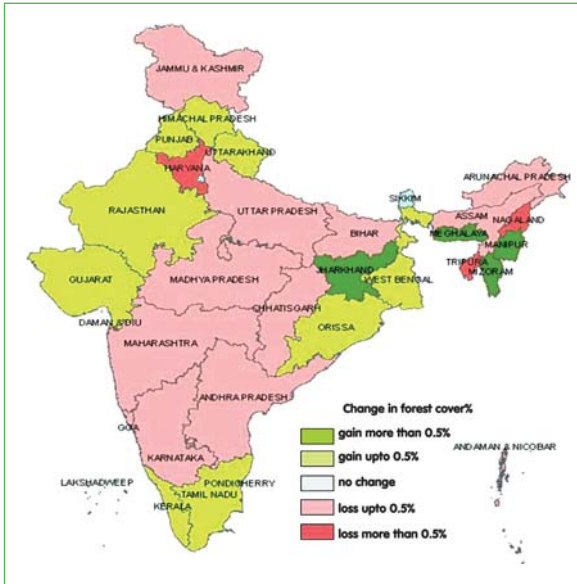 JAMMU & KASHMIR
HIMACHAL PRADESH
PUNJAB
UTTARAKHAND
HARYANA
ARUNACHAL PRADESH
SIKKIM
RAJASTHAN
UTTAR PRADESH
ASSAM
NAGALAND
BIHAR
MEGHALAYA
MANIPUR
TRIPURA
MIZORAM
JHARKHAND
WEST BENGAL
GUJARAT
MADHYA PRADESH
CHHATISGARH
DAMAN & DIU
ORISSA
MAHARASHTRA
ANDHRA PRADESH
GOA
KARNATAKA
ANDAMAN & NICOBAR
LAKSHADWEEP
PONDICHERRY
TAMIL NADU
KERALA
Change in forest cover%
gain more than 0.5%
gain upto 0.5%
no change
loss upto 0.5%
loss more than 0.5%